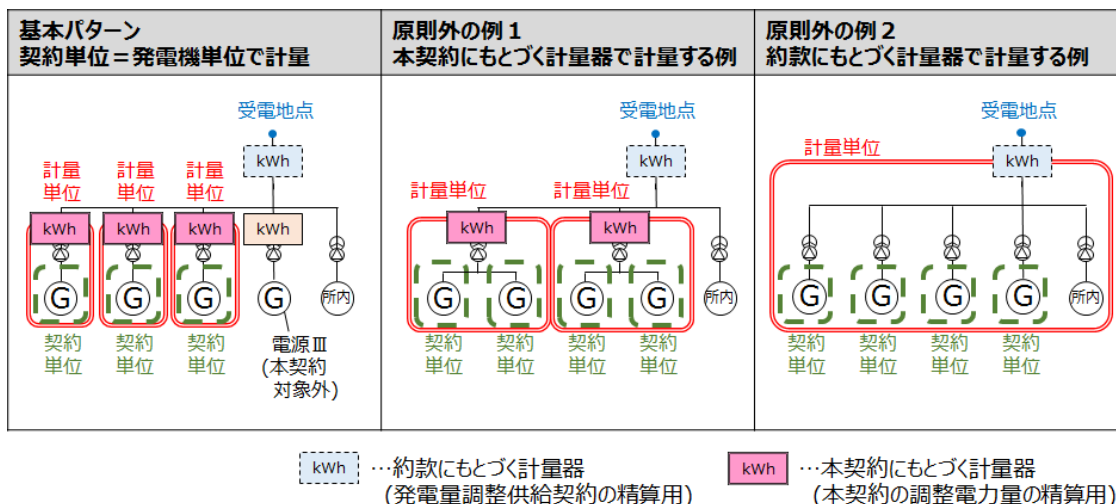 基本パターン
契約単位=発電機単位で計量
原則外の例1
本契約にもとづく計量器で計量する例
原則外の例2
約款にもとづく計量器で計量する例
受電地点
kWh
計量
単位
計量
単位
計量
単位
kWh
kWh
kWh
kWh
G
G
G
G
所内
契約
単位
契約
単位
契約
単位
電源Ⅲ
(本契約
対象外)
受電地点
kWh
計量単位
計量単位
kWh
kWh
G
G
G
G
所内
契約
単位
契約
単位
契約
単位
契約
単位
受電地点
計量単位
kWh
G
G
G
G
所内
契約
単位
契約
単位
契約
単位
契約
単位
kWh …約款にもとづく計量器
(発電量調整供給契約の精算用)
kWh …本契約にもとづく計量器
(本契約の調整電力量の精算用)